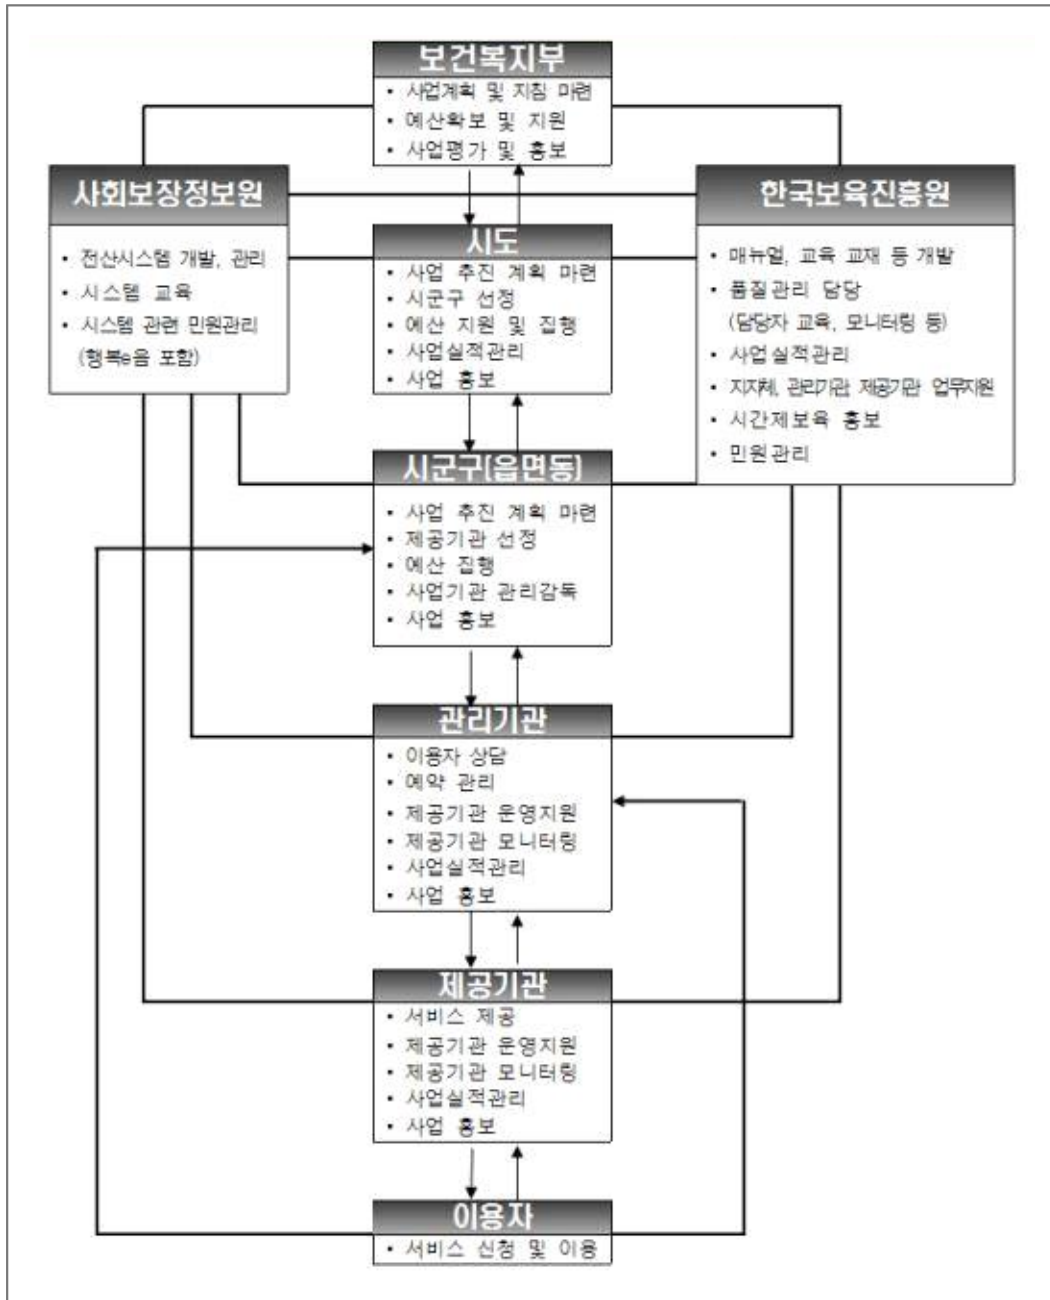 보건복지부
• 사업계획 및 지침 마련
• 예산확보 및 지원
• 사업평가 및 홍보
사회보장정보원
• 전산시스템 개발, 관리
• 시스템 교육
• 시스템 관련 민원관리
(행복e음 포함)
한국보육진흥원
• 매뉴얼, 교육 교재 등 개발
• 품질관리 담당
(담당자 교육, 모니터링 등)
• 사업실적관리
• 지자체, 관리기관, 제공기관 업무지원
• 시간제보육 홍보
• 민원관리
시도
• 사업 추진 계획 마련
• 시군구 선정
• 예산 지원 및 집행
• 사업실적관리
• 사업 홍보
시군구(읍면동)
• 사업 추진 계획 마련
• 제공기관 선정
• 예산 집행
• 사업기관 관리감독
• 사업 홍보
관리기관
• 이용자 상담
• 예약 관리
• 제공기관 운영지원
• 제공기관 모니터링
• 사업실적관리
• 사업 홍보
제공기관
• 서비스 제공
• 제공기관 운영지원
• 제공기관 모니터링
• 사업실적관리
• 사업 홍보
이용자
• 서비스 신청 및 이용